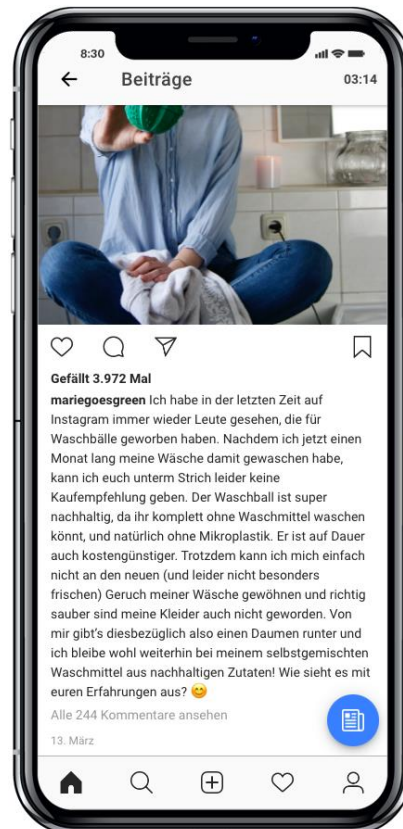 8:30
Beiträge 03:14
Gefällt 3.972 Mal
mariegoesgreen Ich habe in der letzten Zeit auf
Instagram immer wieder Leute gesehen, die für
Waschbälle geworben haben. Nachdem ich jetzt einen
Monat lang meine Wäsche damit gewaschen habe,
kann ich euch unterm Strich leider keine
Kaufempfehlung geben. Der Waschball ist super
nachhaltig, da ihr komplett ohne Waschmittel waschen
könnt, und natürlich ohne Mikroplastik. Er ist auf Dauer
auch kostengünstiger. Trotzdem kann ich mich einfach
nicht an den neuen (und leider nicht besonders
frischen) Geruch meiner Wäsche gewöhnen und richtig
sauber sind meine Kleider auch nicht geworden. Von
mir gibt's diesbezüglich also einen Daumen runter und
ich bleibe wohl weiterhin bei meinem selbstgemischten
Waschmittel aus nachhaltigen Zutaten! Wie sieht es mit
euren Erfahrungen aus? 😊
Alle 244 Kommentare ansehen
13. März